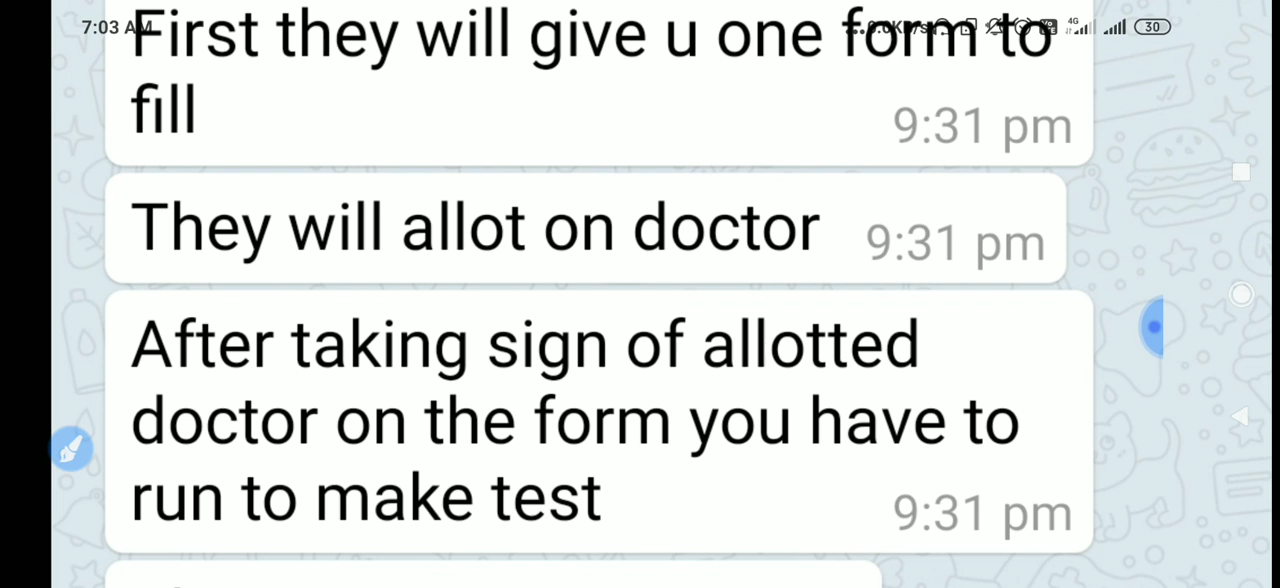 7:03 AM
30
First they will give u one form to
fill
9:31 pm
They will allot on doctor 9:31 pm
After taking sign of allotted
doctor on the form you have to
run to make test
9:31 pm